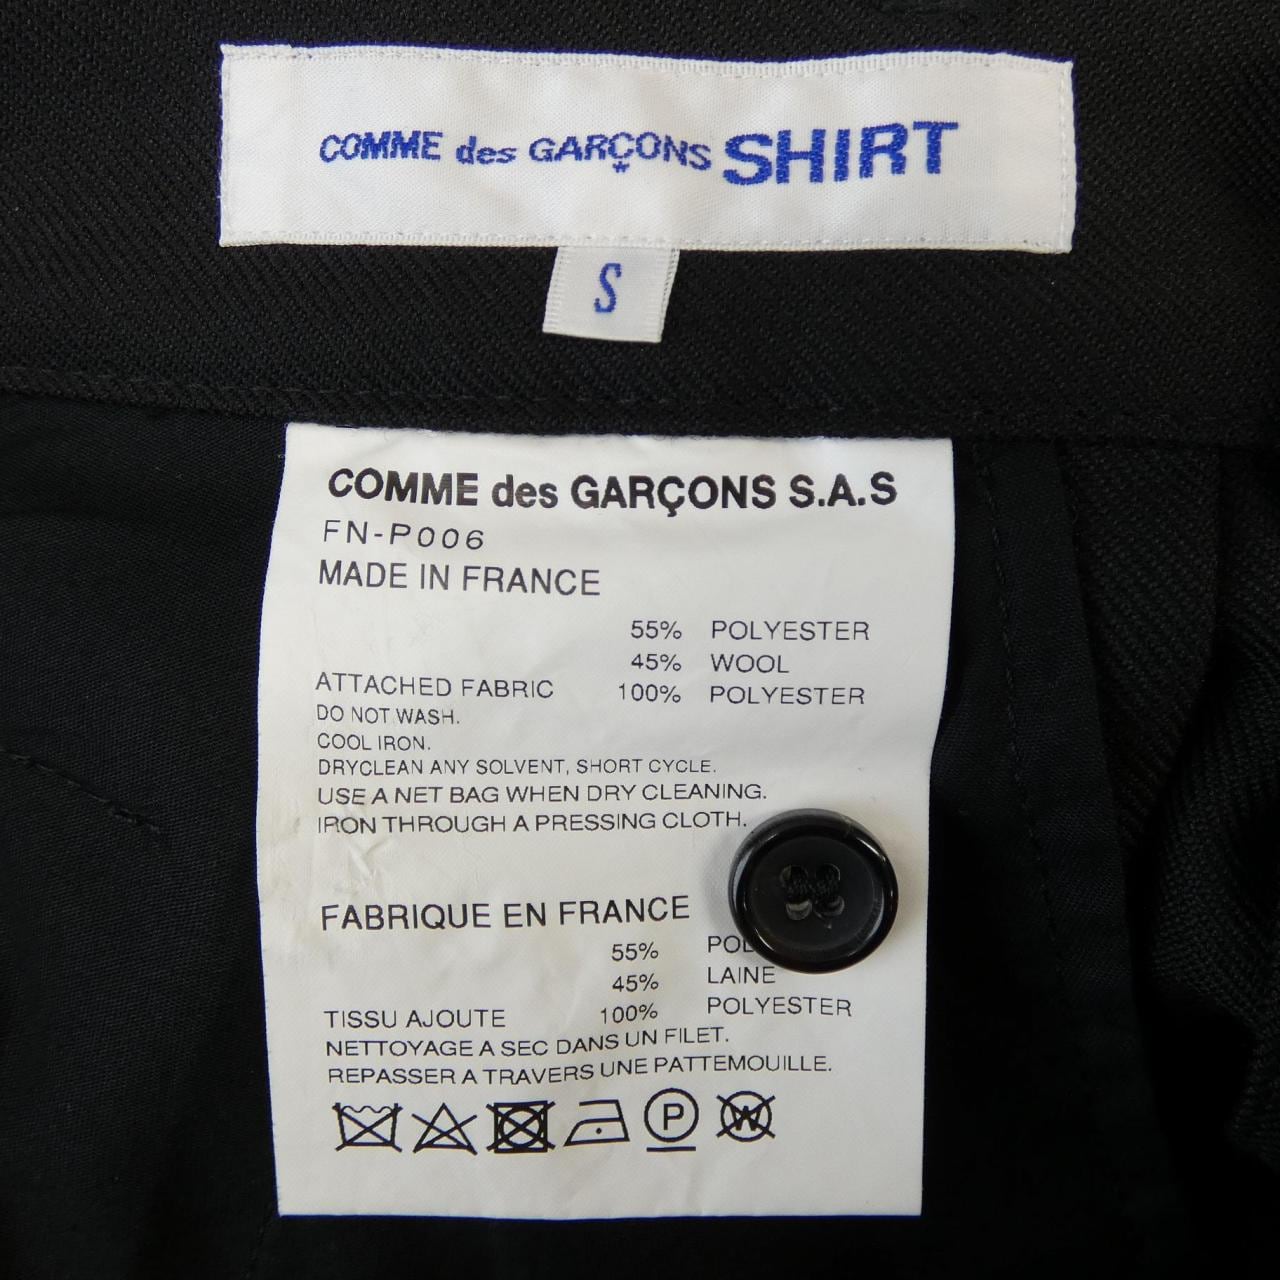 COMME des GARÇONS SHIRT
S
COMME des GARÇONS S.A.S
FN-P006
MADE IN FRANCE
55% POLYESTER
45% WOOL
ATTACHED FABRIC 100% POLYESTER
DO NOT WASH.
COOL IRON.
DRYCLEAN ANY SOLVENT, SHORT CYCLE.
USE A NET BAG WHEN DRY CLEANING.
IRON THROUGH A PRESSING CLOTH.
FABRIQUE EN FRANCE
55%
45% LAINE
TISSU AJOUTE 100% POLYESTER
NETTOYAGE A SEC DANS UN FILET.
REPASSER A TRAVERS UNE PATTEMOUILLE.
P W